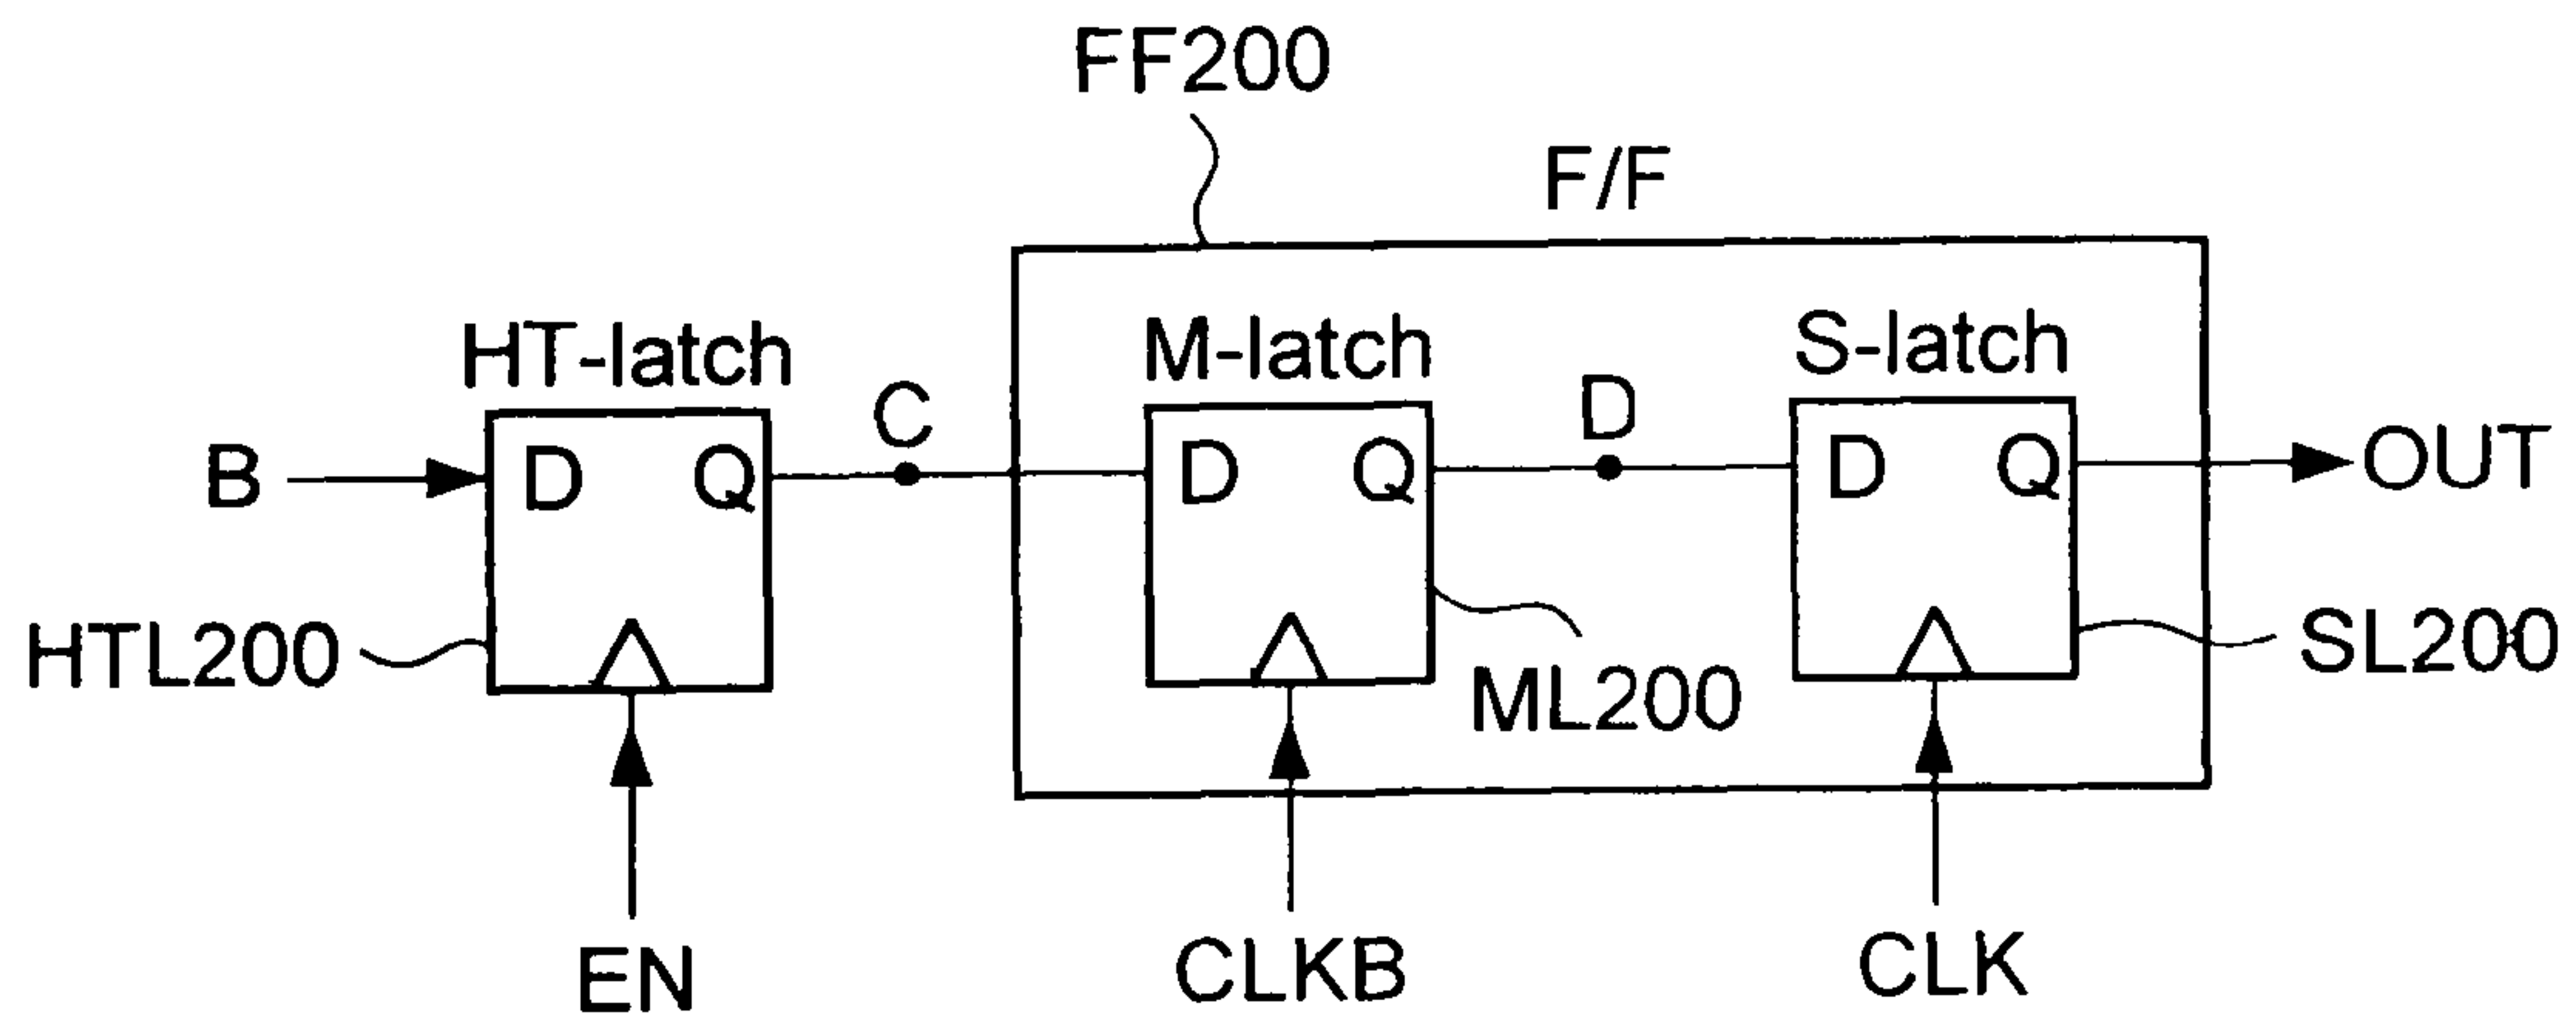 FF200
F/F
HT-latch
M-latch
S-latch
B
D
Q
C
D
Q
D
D
Q
OUT
HTL200
ML200
SL200
EN
CLKB
CLK